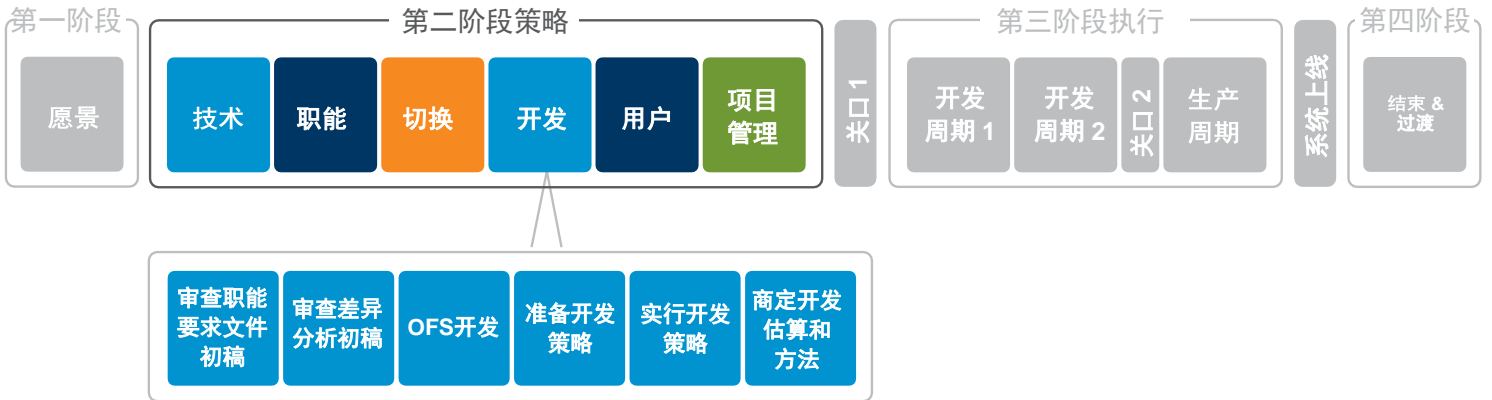 第一阶段
第二阶段策略
第三阶段执行
第四阶段
愿景
技术
职能
切换
开发
用户
项目
管理
关口 1
开发
周期 1
开发
周期 2
关口 2
生产
周期
系统上线
结束 &
过渡
审查职能
要求文件
初稿
审查差异
分析初稿
OFS开发
准备开发
策略
实行开发
策略
商定开发
估算和
方法